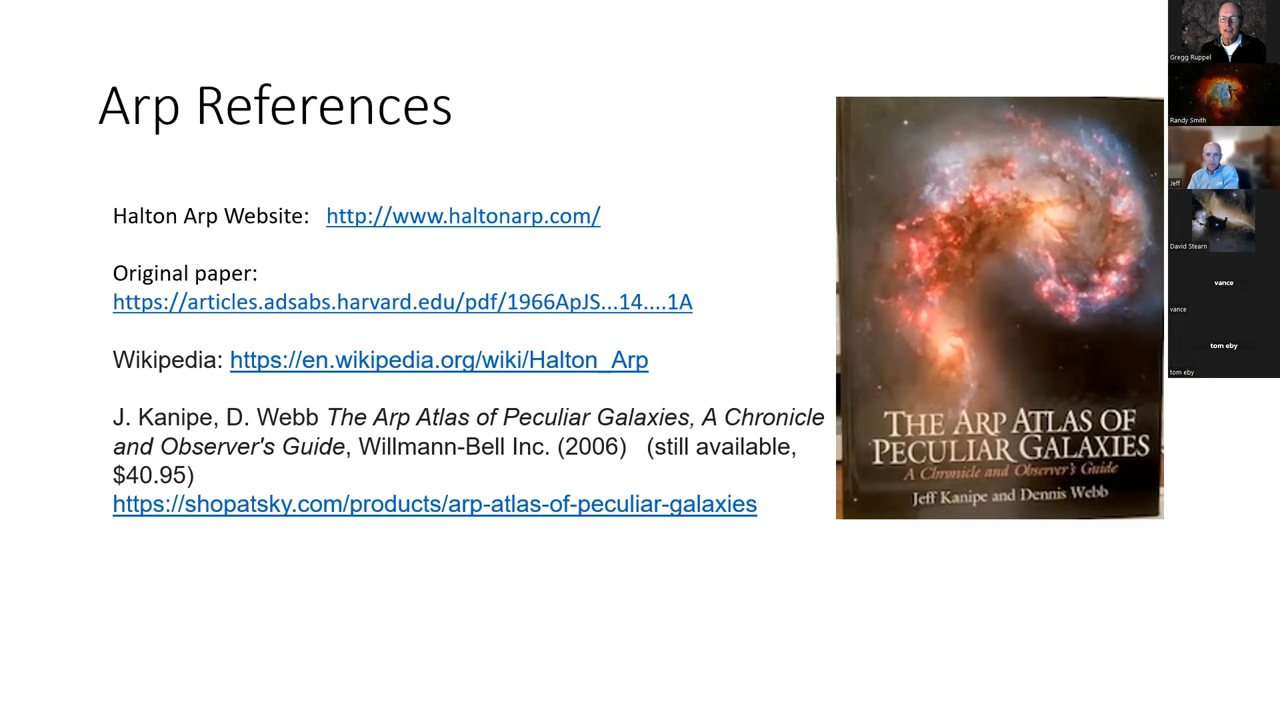 Arp References
Halton Arp Website: http://www.haltonarp.com/
Original paper:
https://articles.adsabs.harvard.edu/pdf/1966ApJS...14....1A
Wikipedia: https://en.wikipedia.org/wiki/Halton_Arp
J. Kanipe, D. Webb The Arp Atlas of Peculiar Galaxies, A Chronicle
and Observer's Guide, Willmann-Bell Inc. (2006) (still available,
$40.95)
https://shopatsky.com/products/arp-atlas-of-peculiar-galaxies
THE ARP ATLAS OF
PECULIAR GALAXIES
A Chronicle and Observer's Guide
Jeff Kanipe and Dennis Webb
Gregg Ruppel
Randy Smith
Jeff
David Stearn
vance
vance
tom eby
tom eby